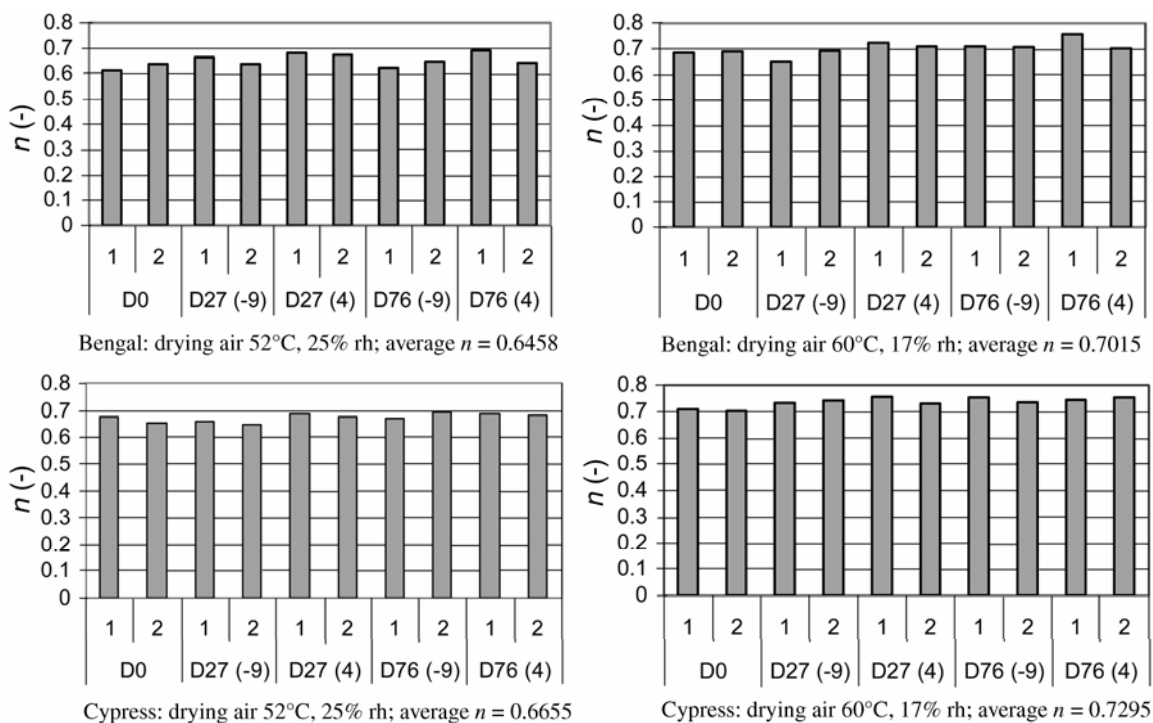 0.8
0.7
0.6
0.5
0.4
0.3
0.2
0.1
0
n (-)
1 2 1 2 1 2 1 2 1 2
D0 D27 (-9) D27 (4) D76 (-9) D76 (4)
Bengal: drying air 52°C, 25% rh; average n = 0.6458
0.8
0.7
0.6
0.5
0.4
0.3
0.2
0.1
0
n (-)
1 2 1 2 1 2 1 2 1 2
D0 D27 (-9) D27 (4) D76 (-9) D76 (4)
Bengal: drying air 60°C, 17% rh; average n = 0.7015
0.8
0.7
0.6
0.5
0.4
0.3
0.2
0.1
0
n (-)
1 2 1 2 1 2 1 2 1 2
D0 D27 (-9) D27 (4) D76 (-9) D76 (4)
Cypress: drying air 52°C, 25% rh; average n = 0.6655
0.8
0.7
0.6
0.5
0.4
0.3
0.2
0.1
0
n (-)
1 2 1 2 1 2 1 2 1 2
D0 D27 (-9) D27 (4) D76 (-9) D76 (4)
Cypress: drying air 60°C, 17% rh; average n = 0.7295